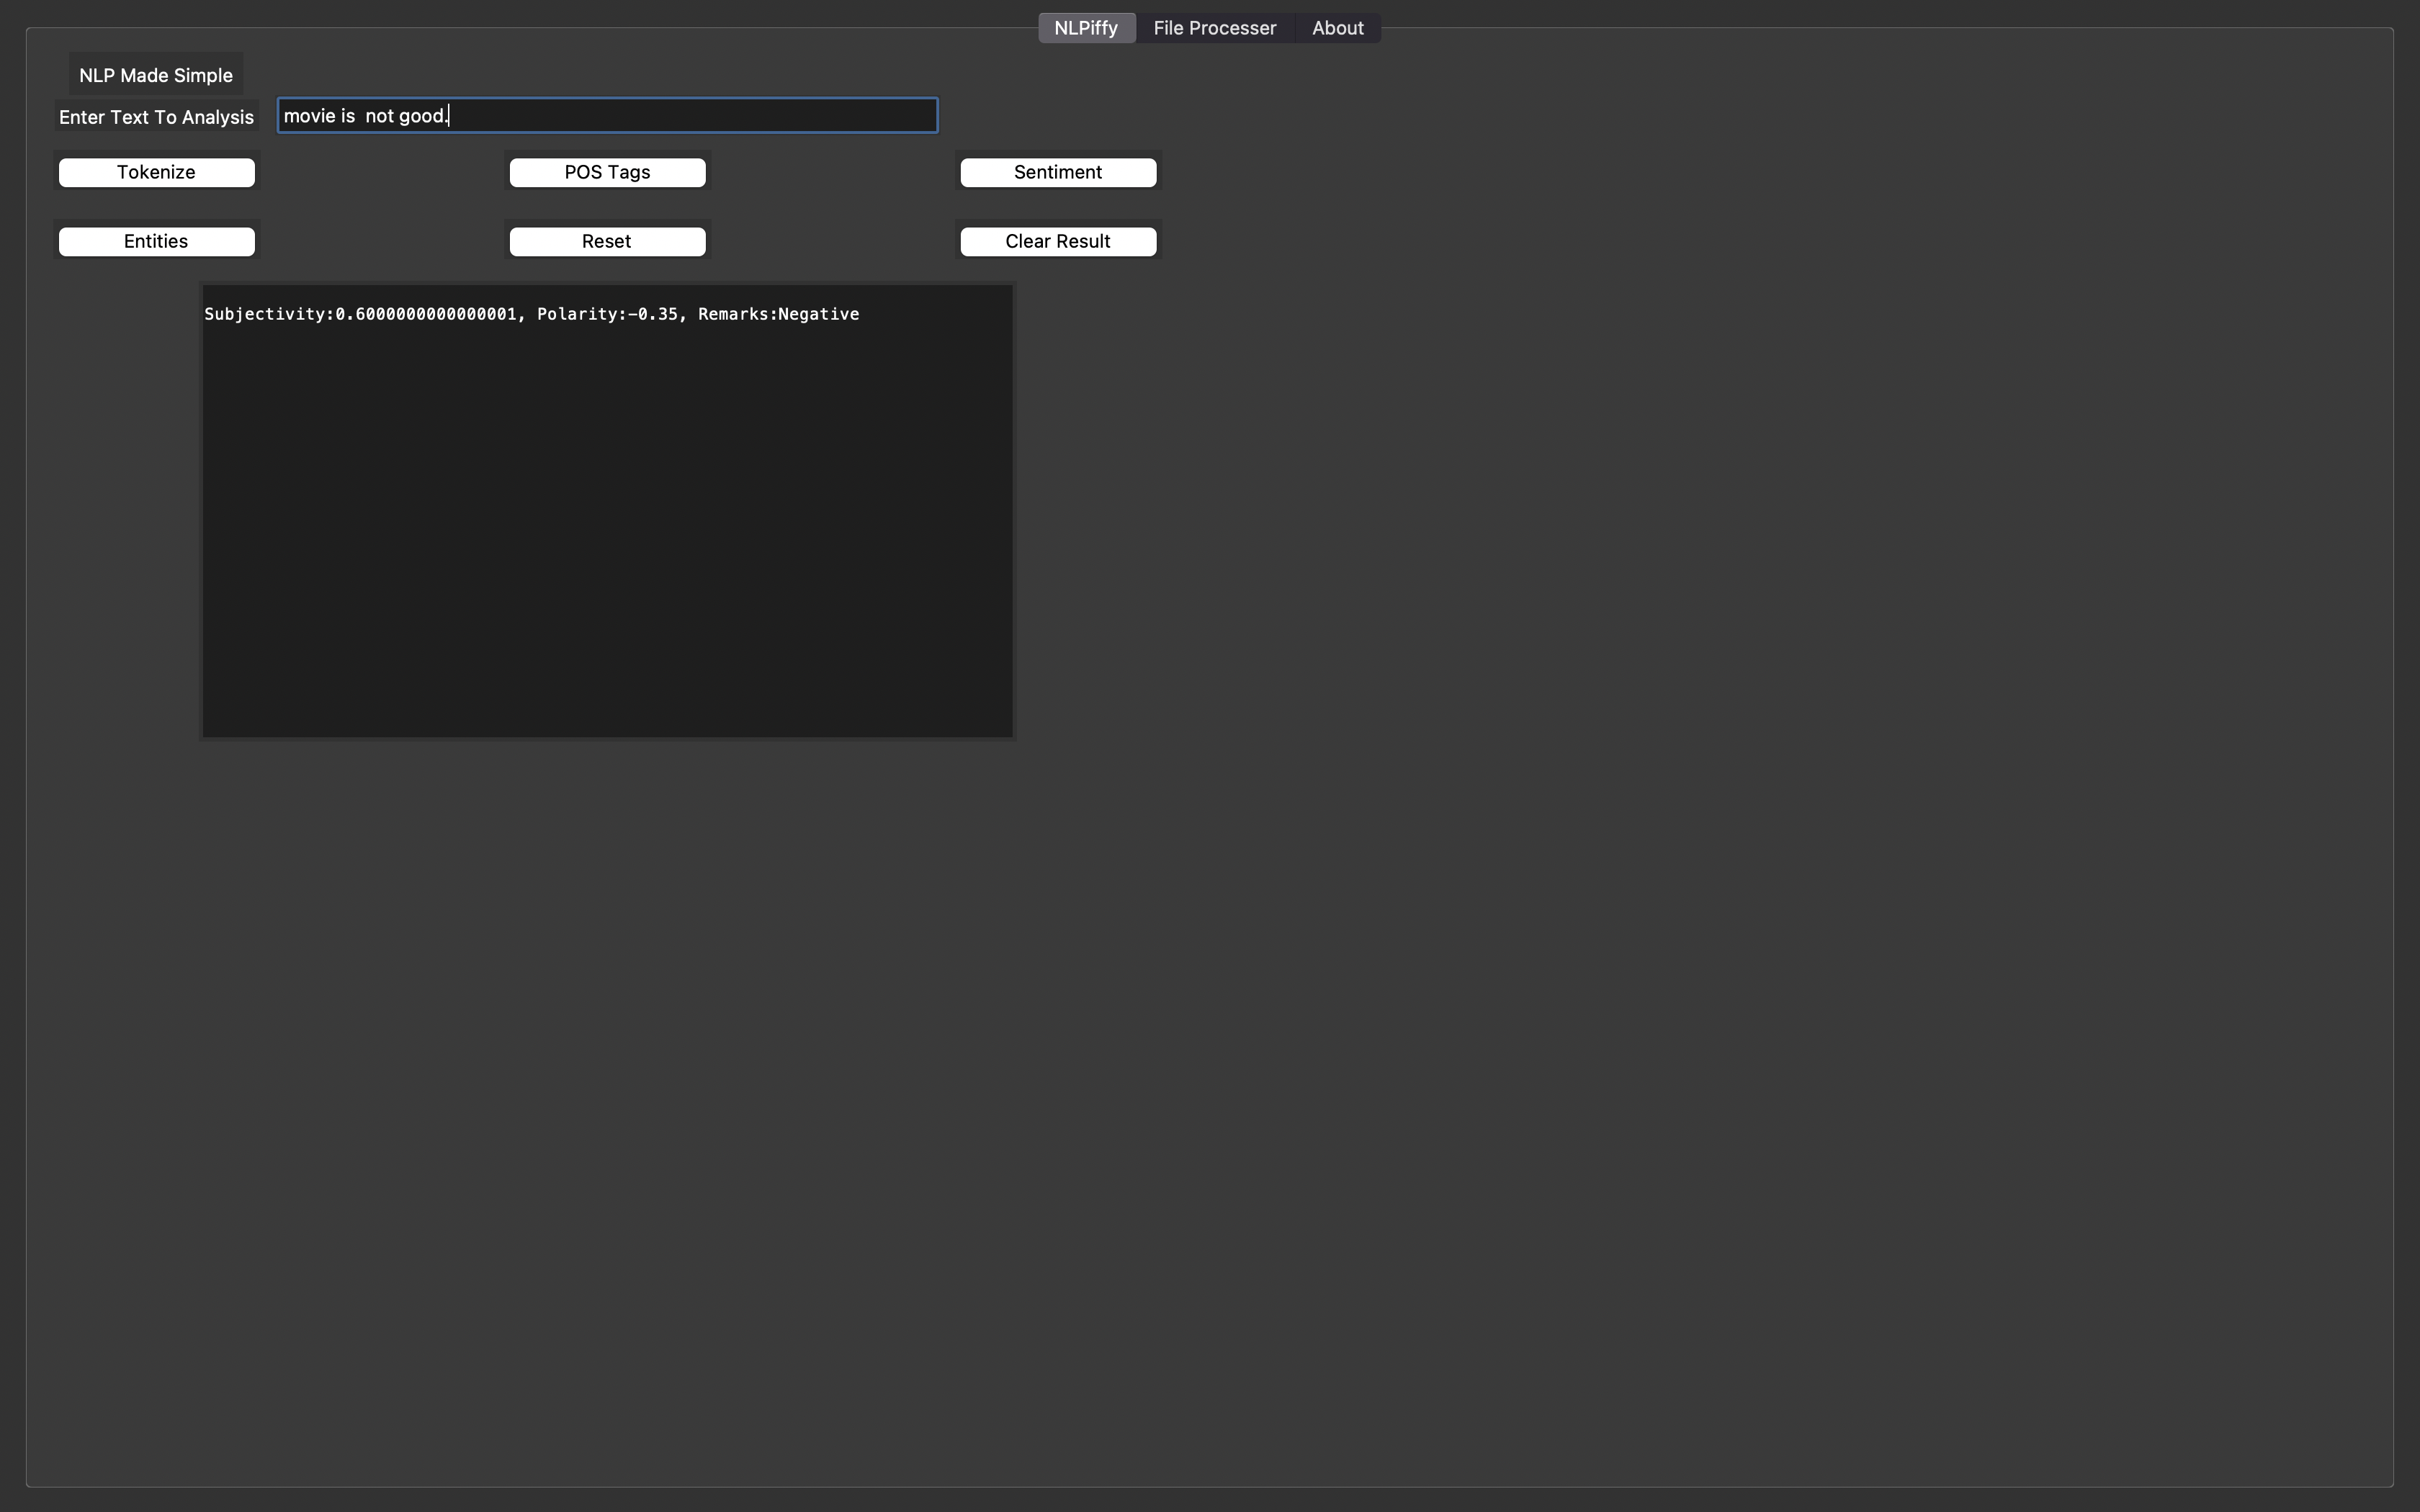 NLPiffy File Processer About
NLP Made Simple
Enter Text To Analysis movie is  not good.
Tokenize POS Tags Sentiment
Entities Reset Clear Result
Subjectivity:0.6000000000000001, Polarity:-0.35, Remarks:Negative